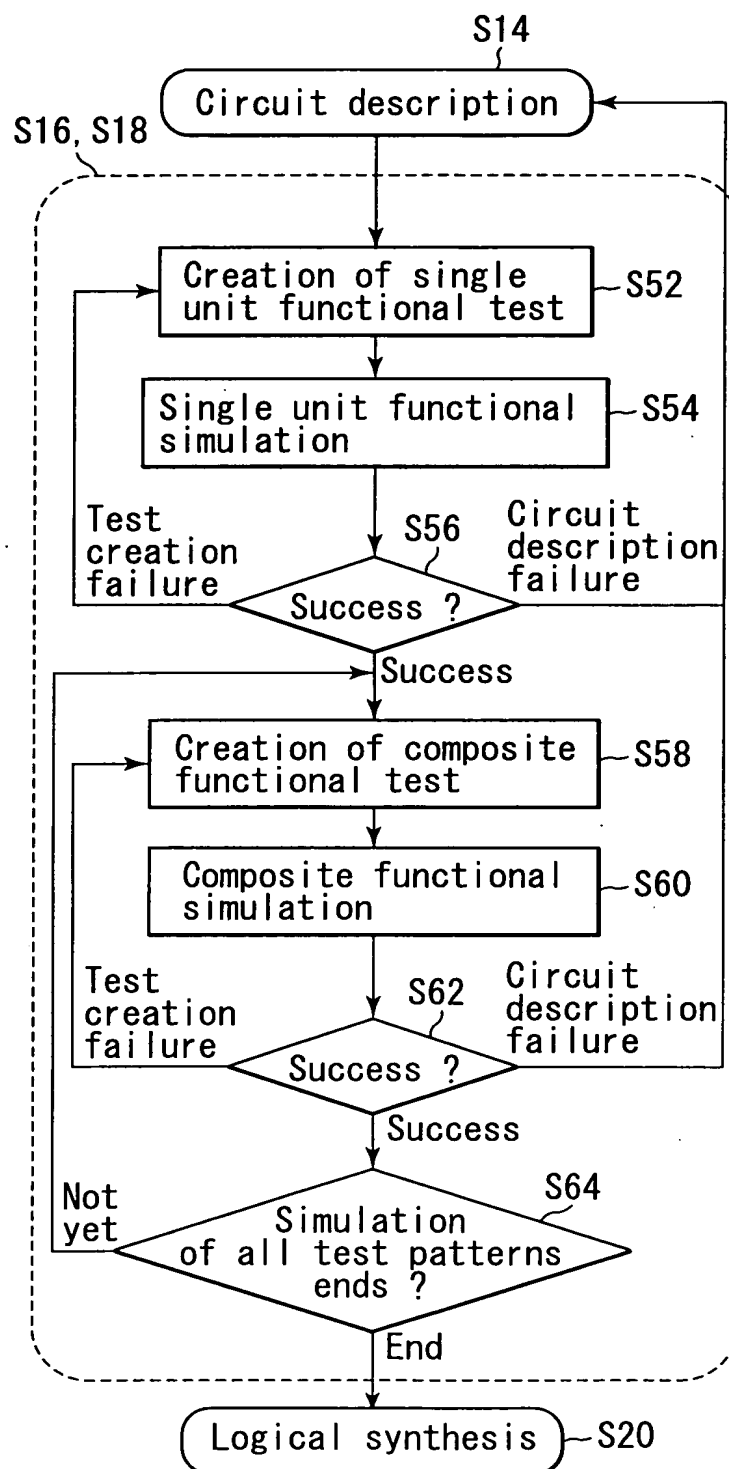 S14
Circuit description
S16, S18
Creation of single
unit functional test
S52
Single unit functional
simulation
S54
Test
creation
failure
S56
Circuit
description
failure
Success ?
Success
Creation of composite
functional test
S58
Composite functional
simulation
S60
Test
creation
failure
S62
Circuit
description
failure
Success ?
Success
Not
yet
S64
Simulation
of all test patterns
ends ?
End
Logical synthesis
S20